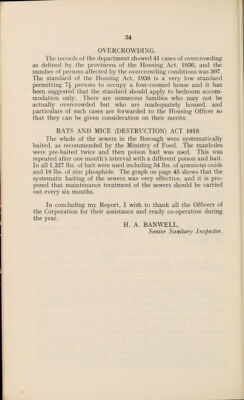 34
OVERCROWDING.
The records of the department showed 41 cases of overcrowding
as defined by the provisions of the Housing Act, 1936, and the
number of persons affected by the overcrowding conditions was 307.
The standard of the Housing Act, 1936 is a very low standard
permitting 7½ persons to occupy a four-roomed house and it has
been suggested that the standard should apply to bedroom accom-
modation only. There are numerous families who may not be
actually overcrowded but who are inadequately housed, and
particulars of such cases are forwarded to the Housing Officer so
that they can be given consideration on their merits.
RATS AND MICE (DESTRUCTION) ACT 1919.
The whole of the sewers in the Borough were systematically
baited, as recommended by the Ministry of Food. The manholes
were pre-baited twice and then poison bait was used. This was
repeated after one month's interval with a different poison and bait.
In all 1,327 lbs. of bait were used including 54 lbs. of arsenious oxide
and 18 lbs. of zinc phosphide. The graph on page 45 shows that the
systematic baiting of the sewers was very effective, and it is pro-
posed that maintenance treatment of the sewers should be carried
out every six months.
In concluding my Report, I wish to thank all the Officers of
the Corporation for their assistance and ready co-operation during
the year.
H. A. BANWELL,
Senior Sanitary Inspector.